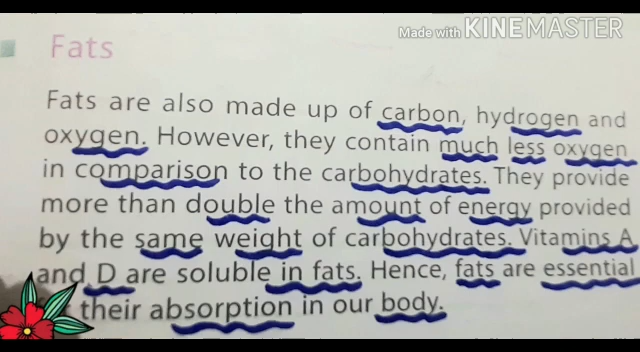 Made with KINEMASTER
Fats
Fats are also made up of carbon, hydrogen and
oxygen. However, they contain much less oxygen
in comparison to the carbohydrates. They provide
more than double the amount of energy provided
by the same weight of carbohydrates. Vitamins A
and D are soluble in fats. Hence, fats are essential
their absorption in our body.